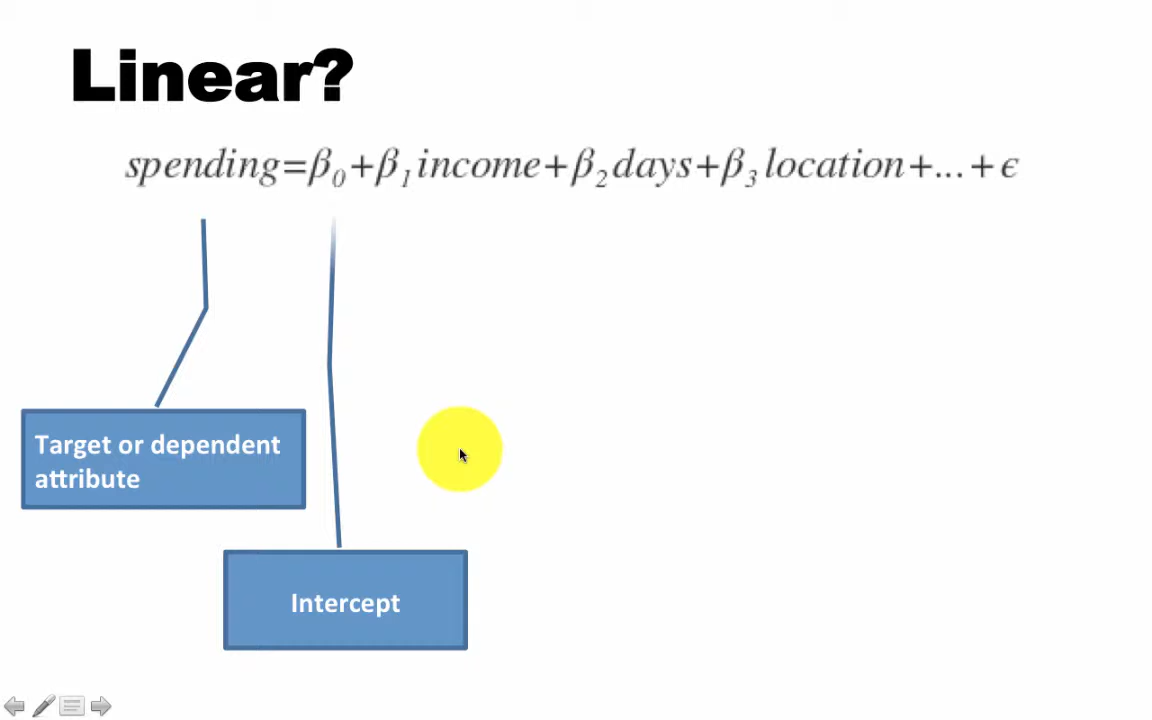 Linear?
spending=β₀+β₁income+β₂days+β₃location+...+ϵ
Target or dependent
attribute
Intercept